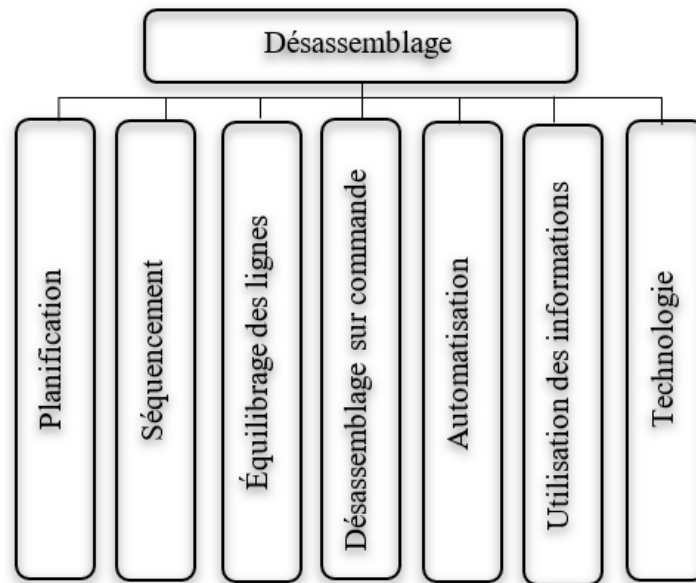 Désassemblage
Planification
Séquencement
Équilibrage des lignes
Désassemblage sur commande
Automatisation
Utilisation des informations
Technologie